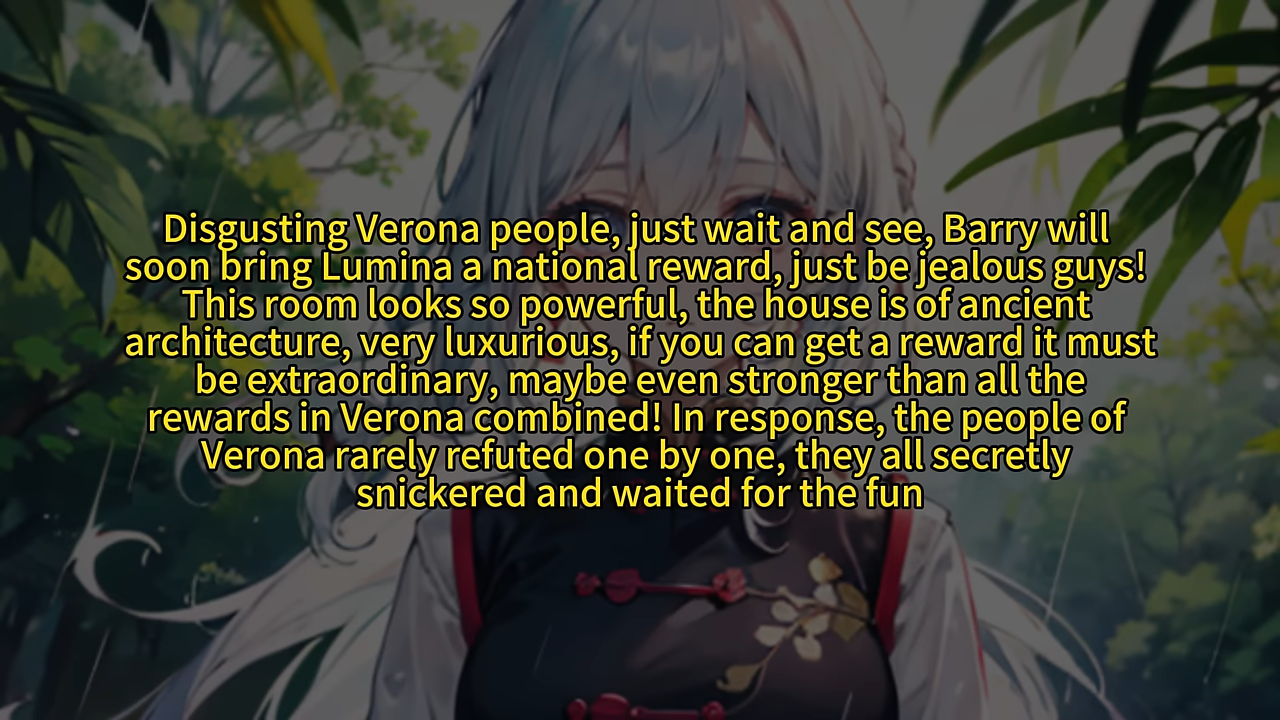 Disgusting Verona people, just wait and see, Barry will
soon bring Lumina a national reward, just be jealous guys!
This room looks so powerful, the house is of ancient
architecture, very luxurious, if you can get a reward it must
be extraordinary, maybe even stronger than all the
rewards in Verona combined! In response, the people of
Verona rarely refuted one by one, they all secretly
snickered and waited for the fun